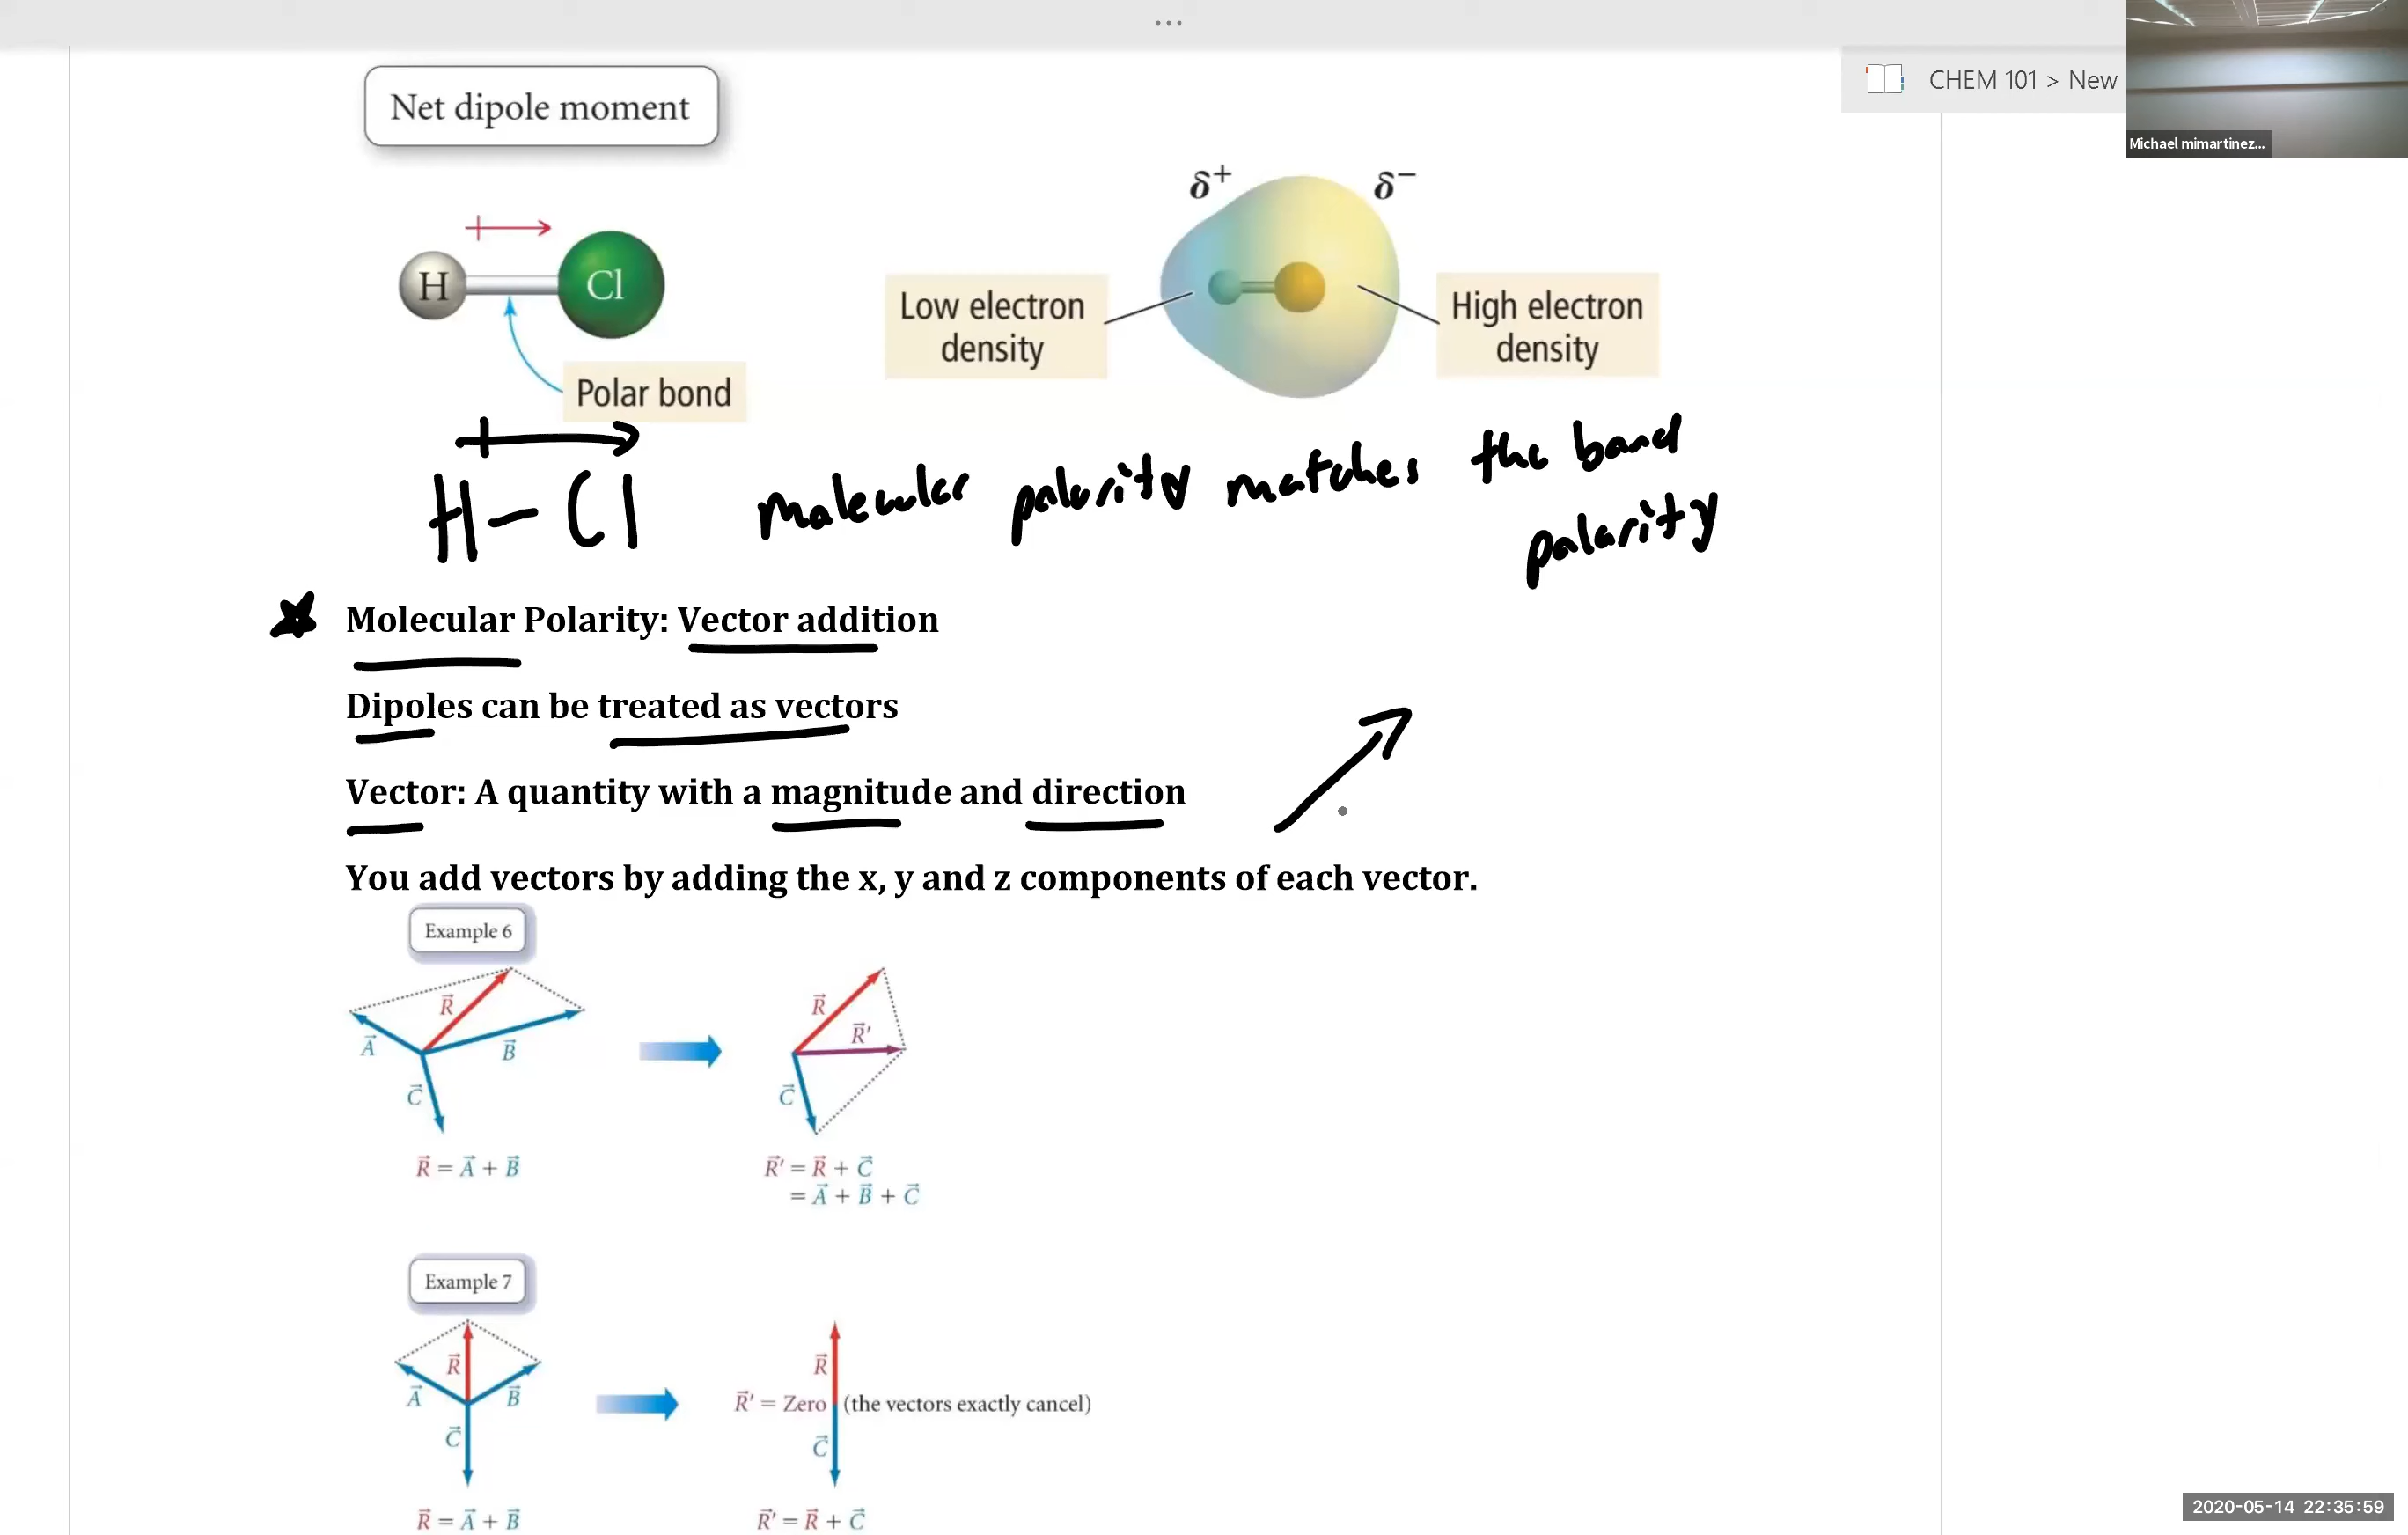 ...
CHEM 101 > New
Michael mimartinez...
Net dipole moment
H
Cl
Polar bond
δ+
δ−
Low electron
density
High electron
density
H – Cl
molecular polarity matches the bond
polarity
Molecular Polarity: Vector addition
Dipoles can be treated as vectors
Vector: A quantity with a magnitude and direction
You add vectors by adding the x, y and z components of each vector.
Example 6
R⃗
A⃗
B⃗
C⃗
R⃗ = A⃗ + B⃗
R⃗
R⃗′
C⃗
R⃗′ = R⃗ + C⃗
= A⃗ + B⃗ + C⃗
Example 7
R⃗
A⃗
B⃗
C⃗
R⃗ = A⃗ + B⃗
R⃗
R⃗′ = Zero (the vectors exactly cancel)
C⃗
R⃗′ = R⃗ + C⃗
2020-05-14 22:35:59